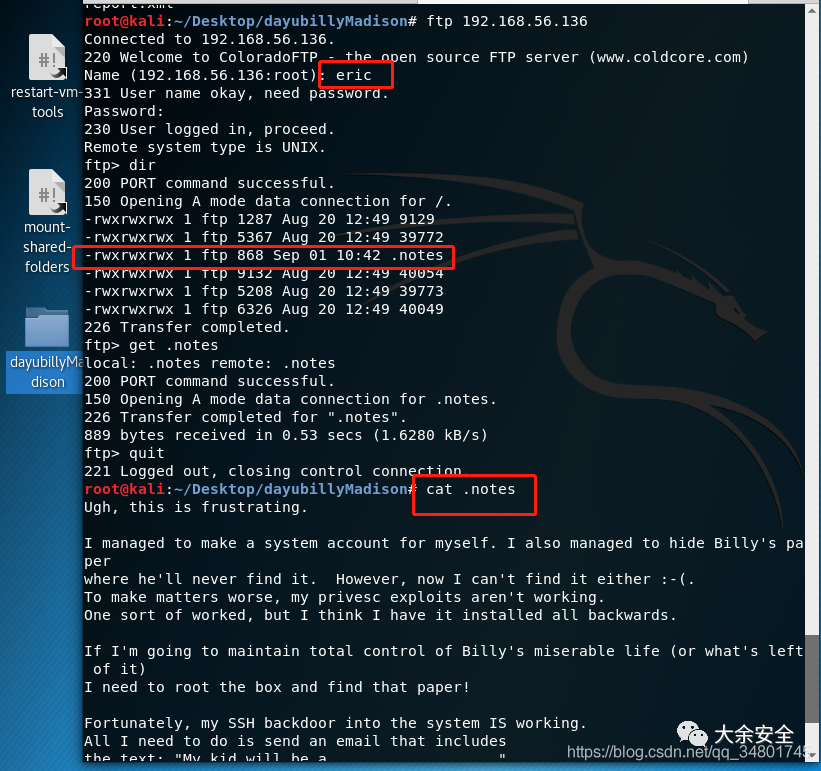 report.xml
root@kali:~/Desktop/dayubillyMadison# ftp 192.168.56.136
Connected to 192.168.56.136.
220 Welcome to ColoradoFTP - the open source FTP server (www.coldcore.com)
Name (192.168.56.136:root): eric
331 User name okay, need password.
Password:
230 User logged in, proceed.
Remote system type is UNIX.
ftp> dir
200 PORT command successful.
150 Opening A mode data connection for /.
-rwxrwxrwx 1 ftp 1287 Aug 20 12:49 9129
-rwxrwxrwx 1 ftp 5367 Aug 20 12:49 39772
-rwxrwxrwx 1 ftp 868 Sep 01 10:42 .notes
-rwxrwxrwx 1 ftp 9132 Aug 20 12:49 40054
-rwxrwxrwx 1 ftp 5208 Aug 20 12:49 39773
-rwxrwxrwx 1 ftp 6326 Aug 20 12:49 40049
226 Transfer completed.
ftp> get .notes
local: .notes remote: .notes
200 PORT command successful.
150 Opening A mode data connection for .notes.
226 Transfer completed for ".notes".
889 bytes received in 0.53 secs (1.6280 kB/s)
ftp> quit
221 Logged out, closing control connection.
root@kali:~/Desktop/dayubillyMadison# cat .notes
Ugh, this is frustrating.
I managed to make a system account for myself. I also managed to hide Billy's pa
per
where he'll never find it.  However, now I can't find it either :-(.
To make matters worse, my privesc exploits aren't working.
One sort of worked, but I think I have it installed all backwards.
If I'm going to maintain total control of Billy's miserable life (or what's left
 of it)
I need to root the box and find that paper!
Fortunately, my SSH backdoor into the system IS working.
All I need to do is send an email that includes
the text: "My kid will be a ________ _________"
restart-vm-
tools
mount-
shared-
folders
dayubillyMa
dison
大余安全
https://blog.csdn.net/qq_34801745